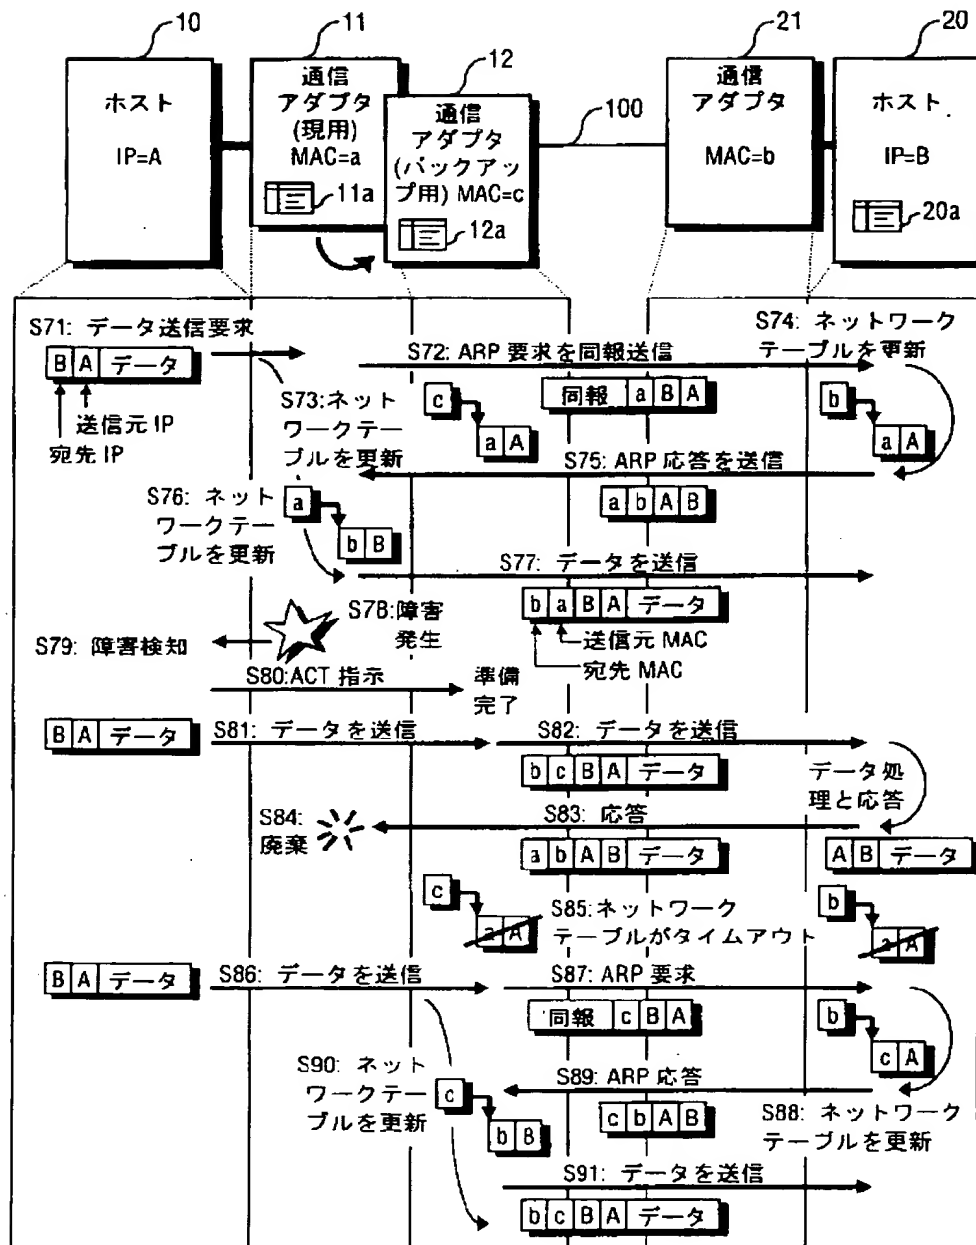 10
11
12
21
20
ホスト
IP=A
通信
アダプタ
(現用)
MAC=a
11a
通信
アダプタ
(バックアッ
プ用) MAC=c
12a
100
通信
アダプタ
MAC=b
ホスト
IP=B
20a
S71: データ送信要求
B A データ
送信元 IP
宛先 IP
S72: ARP 要求を同報送信
同報 a B A
S73:ネット
ワークテー
ブルを更新
c
a A
S74: ネットワーク
テーブルを更新
b
a A
S75: ARP 応答を送信
a b A B
S76: ネット
ワークテー
ブルを更新
a
b B
S77: データを送信
b a B A データ
送信元 MAC
宛先 MAC
S78:障害
発生
S79: 障害検知
S80:ACT 指示
準備
完了
B A データ
S81: データを送信
S82: データを送信
b c B A データ
データ処
理と応答
S83: 応答
a b A B データ
A B データ
S84:
廃棄
c
a A
S85:ネットワーク
テーブルがタイムアウト
b
a A
B A データ
S86: データを送信
S87: ARP 要求
同報 c B A
b
c A
S88: ネットワーク
テーブルを更新
S89: ARP 応答
c b A B
S90: ネット
ワークテー
ブルを更新
c
b B
S91: データを送信
b c B A データ